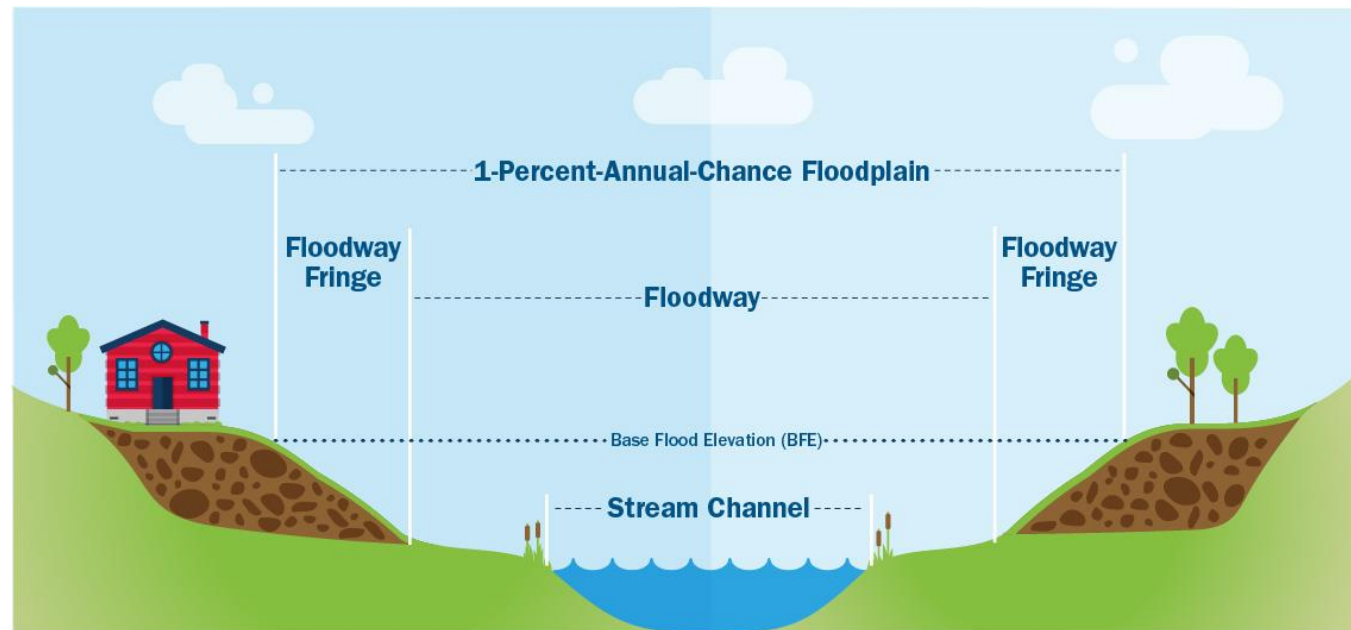 1-Percent-Annual-Chance Floodplain
Floodway
Fringe
Floodway
Fringe
Floodway
Base Flood Elevation (BFE)
Stream Channel